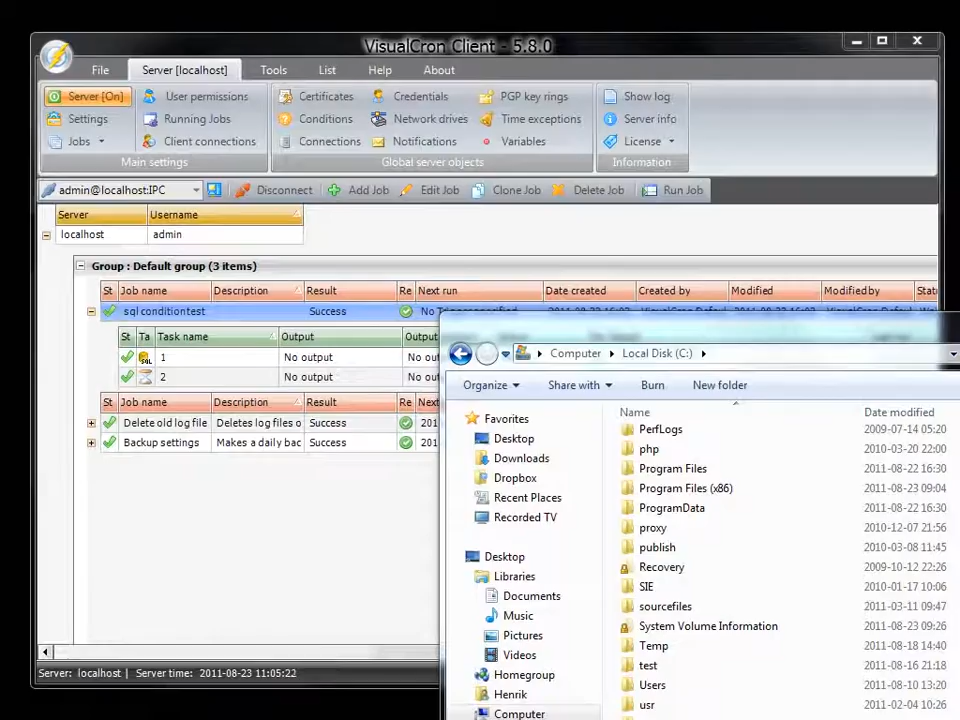 VisualCron Client - 5.8.0
File Server [localhost] Tools List Help About
Server [On] User permissions Certificates Credentials PGP key rings Show log
Settings Running Jobs Conditions Network drives Time exceptions Server info
Jobs Client connections Connections Notifications Variables License
Main settings Global server objects Information
admin@localhost:IPC Disconnect Add Job Edit Job Clone Job Delete Job Run Job
Server Username
localhost admin
Group : Default group (3 items)
St Job name Description Result Re Next run Date created Created by Modified Modified by Statu
sql conditiontest Success
St Ta Task name Output Output
1 No output No ou
2 No output No ou
St Job name Description Result Re Next
Delete old log file Deletes log files o Success 201
Backup settings Makes a daily bac Success 201
Server: localhost Server time: 2011-08-23 11:05:22
Computer Local Disk (C:)
Organize Share with Burn New folder
Favorites
Desktop
Downloads
Dropbox
Recent Places
Recorded TV
Desktop
Libraries
Documents
Music
Pictures
Videos
Homegroup
Henrik
Computer
Name Date modified
PerfLogs 2009-07-14 05:20
php 2010-03-20 22:00
Program Files 2011-08-22 16:30
Program Files (x86) 2011-08-23 09:04
ProgramData 2011-08-22 16:30
proxy 2010-12-07 21:56
publish 2010-03-08 11:45
Recovery 2009-10-12 22:26
SIE 2010-01-17 10:06
sourcefiles 2011-03-11 09:47
System Volume Information 2011-08-23 09:26
Temp 2011-08-18 14:40
test 2011-08-16 21:18
Users 2011-08-10 13:20
usr 2011-02-04 10:26